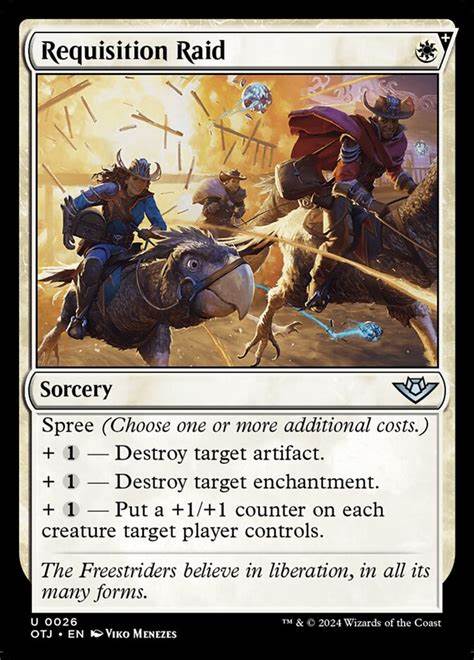 Requisition Raid
Sorcery
Spree (Choose one or more additional costs.)
+ 1 — Destroy target artifact.
+ 1 — Destroy target enchantment.
+ 1 — Put a +1/+1 counter on each
creature target player controls.
The Freestriders believe in liberation, in all its
many forms.
U 0026
OTJ • EN Viko Menezes
™ & © 2024 Wizards of the Coast